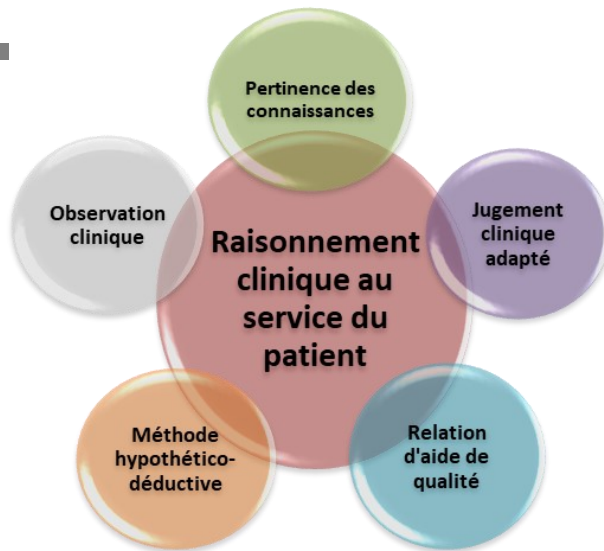 Pertinence des
connaissances
Observation
clinique
Jugement
clinique
adapté
Raisonnement
clinique au
service du
patient
Méthode
hypothético-
déductive
Relation
d'aide de
qualité